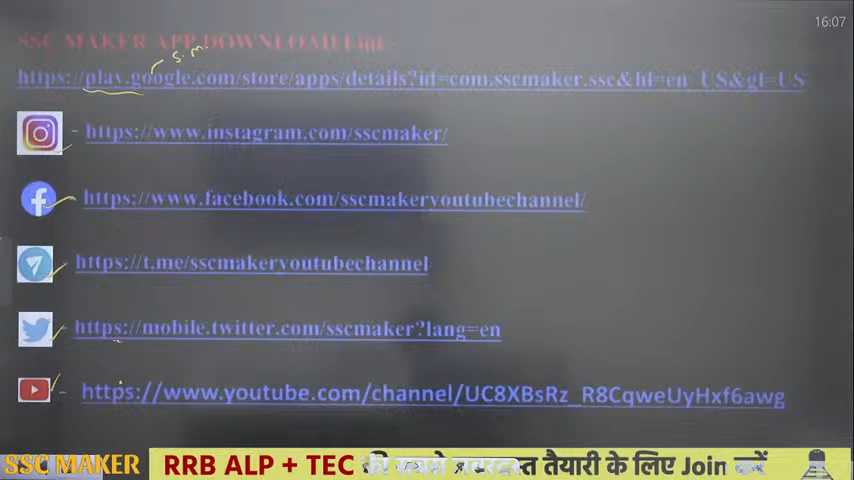 16:07
SSC MAKER APP DOWNLOAD Link
s. m.
https://play.google.com/store/apps/details?id=com.sscmaker.ssc&hl=en_US&gl=US
- https://www.instagram.com/sscmaker/
- https://www.facebook.com/sscmakeryoutubechannel/
- https://t.me/sscmakeryoutubechannel
- https://mobile.twitter.com/sscmaker?lang=en
- https://www.youtube.com/channel/UC8XBsRz_R8CqweUyHxf6awg
SSC MAKER RRB ALP + TEC की सबसे जबरदस्त तैयारी के लिए Join करें